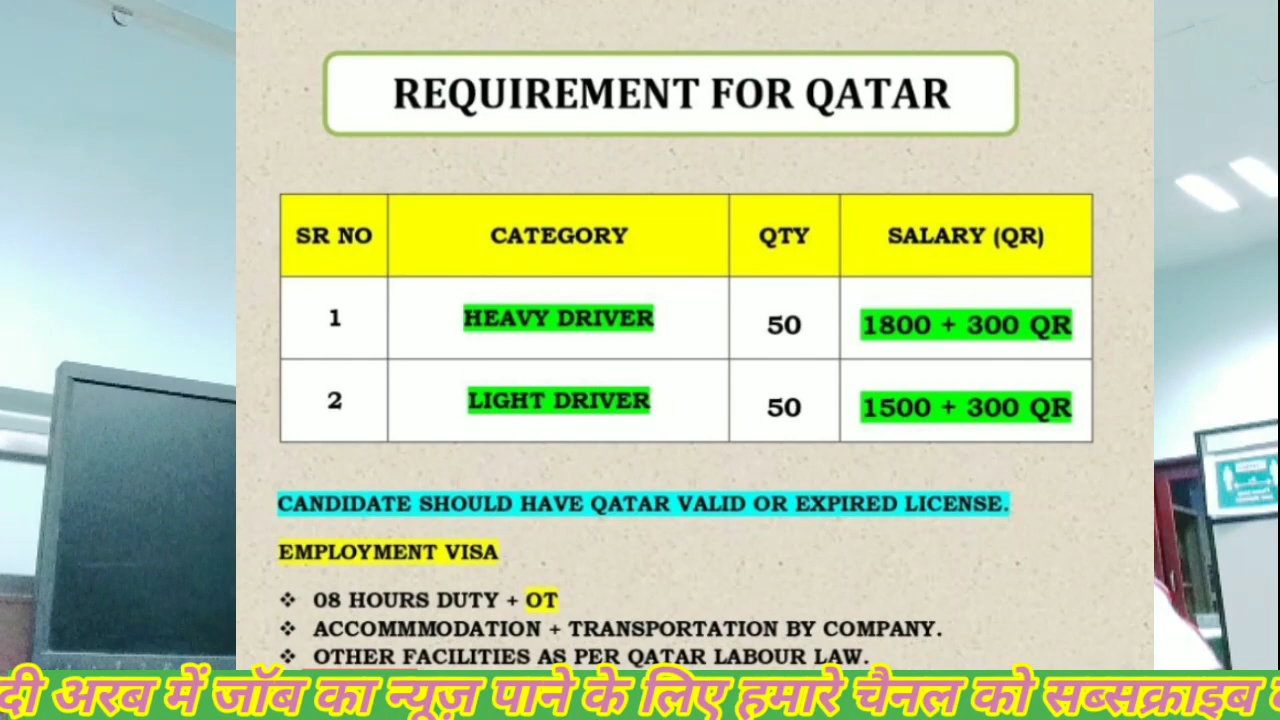 REQUIREMENT FOR QATAR
SR NO CATEGORY QTY SALARY (QR)
1 HEAVY DRIVER 50 1800 + 300 QR
2 LIGHT DRIVER 50 1500 + 300 QR
CANDIDATE SHOULD HAVE QATAR VALID OR EXPIRED LICENSE.
EMPLOYMENT VISA
❖ 08 HOURS DUTY + OT
❖ ACCOMMMODATION + TRANSPORTATION BY COMPANY.
❖ OTHER FACILITIES AS PER QATAR LABOUR LAW.
अरब में जॉब का न्यूज़ पाने के लिए हमारे चैनल को सब्सक्राइब